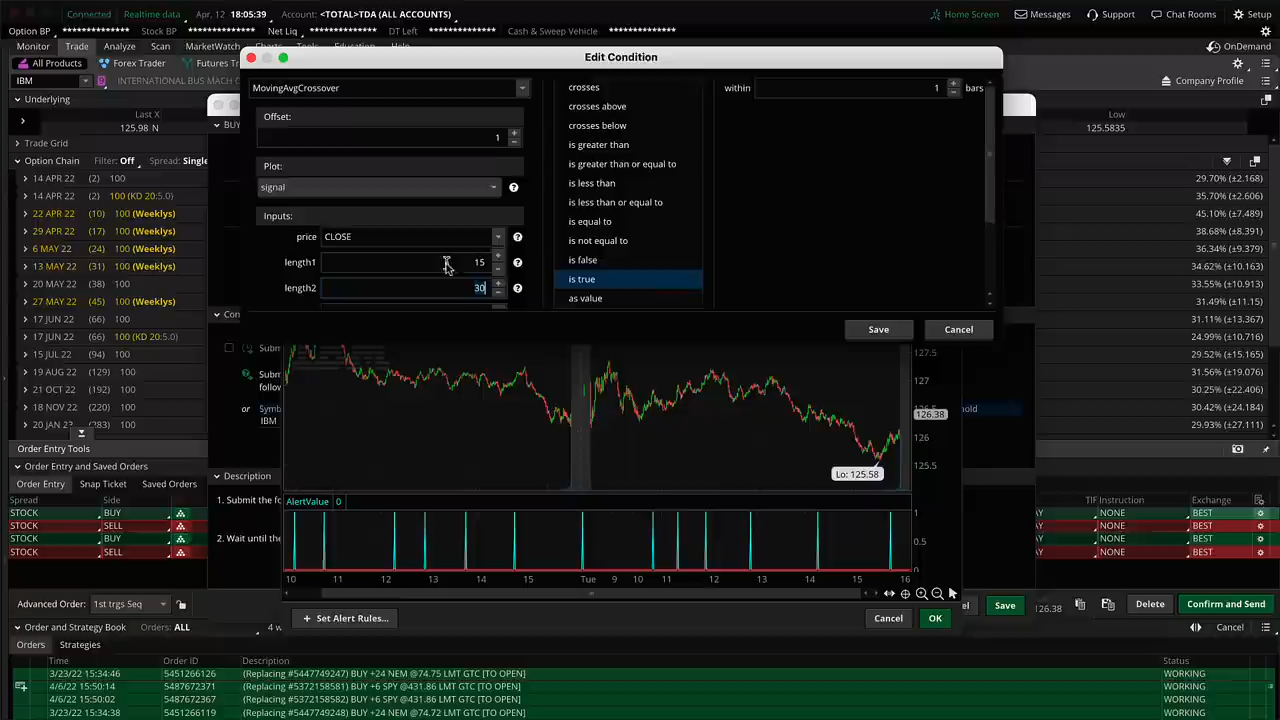 Connected Realtime data Apr, 12 18:05:39 Account: <TOTAL>TDA (ALL ACCOUNTS) Home Screen Messages Support Chat Rooms Setup
Option BP ************** Stock BP ************** Net Liq ************** DT Left ************** Cash & Sweep Vehicle **************
Monitor Trade Analyze Scan MarketWatch Charts Tools Education Help OnDemand
All Products Forex Trader Futures Tr
IBM INTERNATIONAL BUS MACH C Company Profile
Edit Condition
MovingAvgCrossover
Offset:
1
Plot:
signal
Inputs:
price CLOSE
length1 15
length2 30
crosses
crosses above
crosses below
is greater than
is greater than or equal to
is less than
is less than or equal to
is equal to
is not equal to
is false
is true
as value
within 1 bars
Save Cancel
Underlying
Last X
125.98 N
Low
125.5835
Trade Grid
Option Chain Filter: Off Spread: Single
14 APR 22 (2) 100 29.70% (±2.168)
14 APR 22 (2) 100 (KD 20:5.0) 35.70% (±2.606)
22 APR 22 (10) 100 (Weeklys) 45.10% (±7.489)
29 APR 22 (17) 100 (Weeklys) 38.68% (±8.391)
6 MAY 22 (24) 100 (Weeklys) 36.34% (±9.309)
13 MAY 22 (31) 100 (Weeklys) 34.62% (±10.163)
20 MAY 22 (38) 100 33.55% (±10.913)
27 MAY 22 (45) 100 (Weeklys) 31.49% (±11.15)
17 JUN 22 (66) 100 31.11% (±13.367)
17 JUN 22 (66) 100 (KD 20:5.0) 24.99% (±10.716)
15 JUL 22 (94) 100 29.52% (±15.165)
19 AUG 22 (129) 100 31.56% (±19.076)
21 OCT 22 (192) 100 30.25% (±22.406)
18 NOV 22 (220) 100 30.42% (±24.184)
20 JAN 23 (283) 100 29.93% (±27.111)
BUY
Con
Subm
Subm
follov
or Symb
IBM
hold
Description
1. Submit the fo
2. Wait until the
127.5
127
126.38
126
125.5
Lo: 125.58
AlertValue 0
1
0.5
0
10 11 12 13 14 15 Tue 9 10 11 12 13 14 15 16
+ Set Alert Rules... Cancel OK
Order Entry Tools
Order Entry and Saved Orders
Order Entry Snap Ticket Saved Orders
Spread Side TIF Instruction Exchange
STOCK BUY AY NONE BEST
STOCK SELL AY NONE BEST
STOCK BUY AY NONE BEST
STOCK SELL AY NONE BEST
Advanced Order: 1st trgs Seq Save 126.38 Delete Confirm and Send
Order and Strategy Book Orders: ALL 4 w Cancel
Orders Strategies
Time Order ID Description Status
3/23/22 15:34:46 5451266126 (Replacing #5447749247) BUY +24 NEM @74.75 LMT GTC [TO OPEN] WORKING
4/6/22 15:50:14 5487672371 (Replacing #5372158581) BUY +6 SPY @431.86 LMT GTC [TO OPEN] WORKING
4/6/22 15:50:02 5487672367 (Replacing #5372158582) BUY +6 SPY @431.86 LMT GTC [TO OPEN] WORKING
3/23/22 15:34:38 5451266119 (Replacing #5447749248) BUY +24 NEM @74.72 LMT GTC [TO OPEN] WORKING